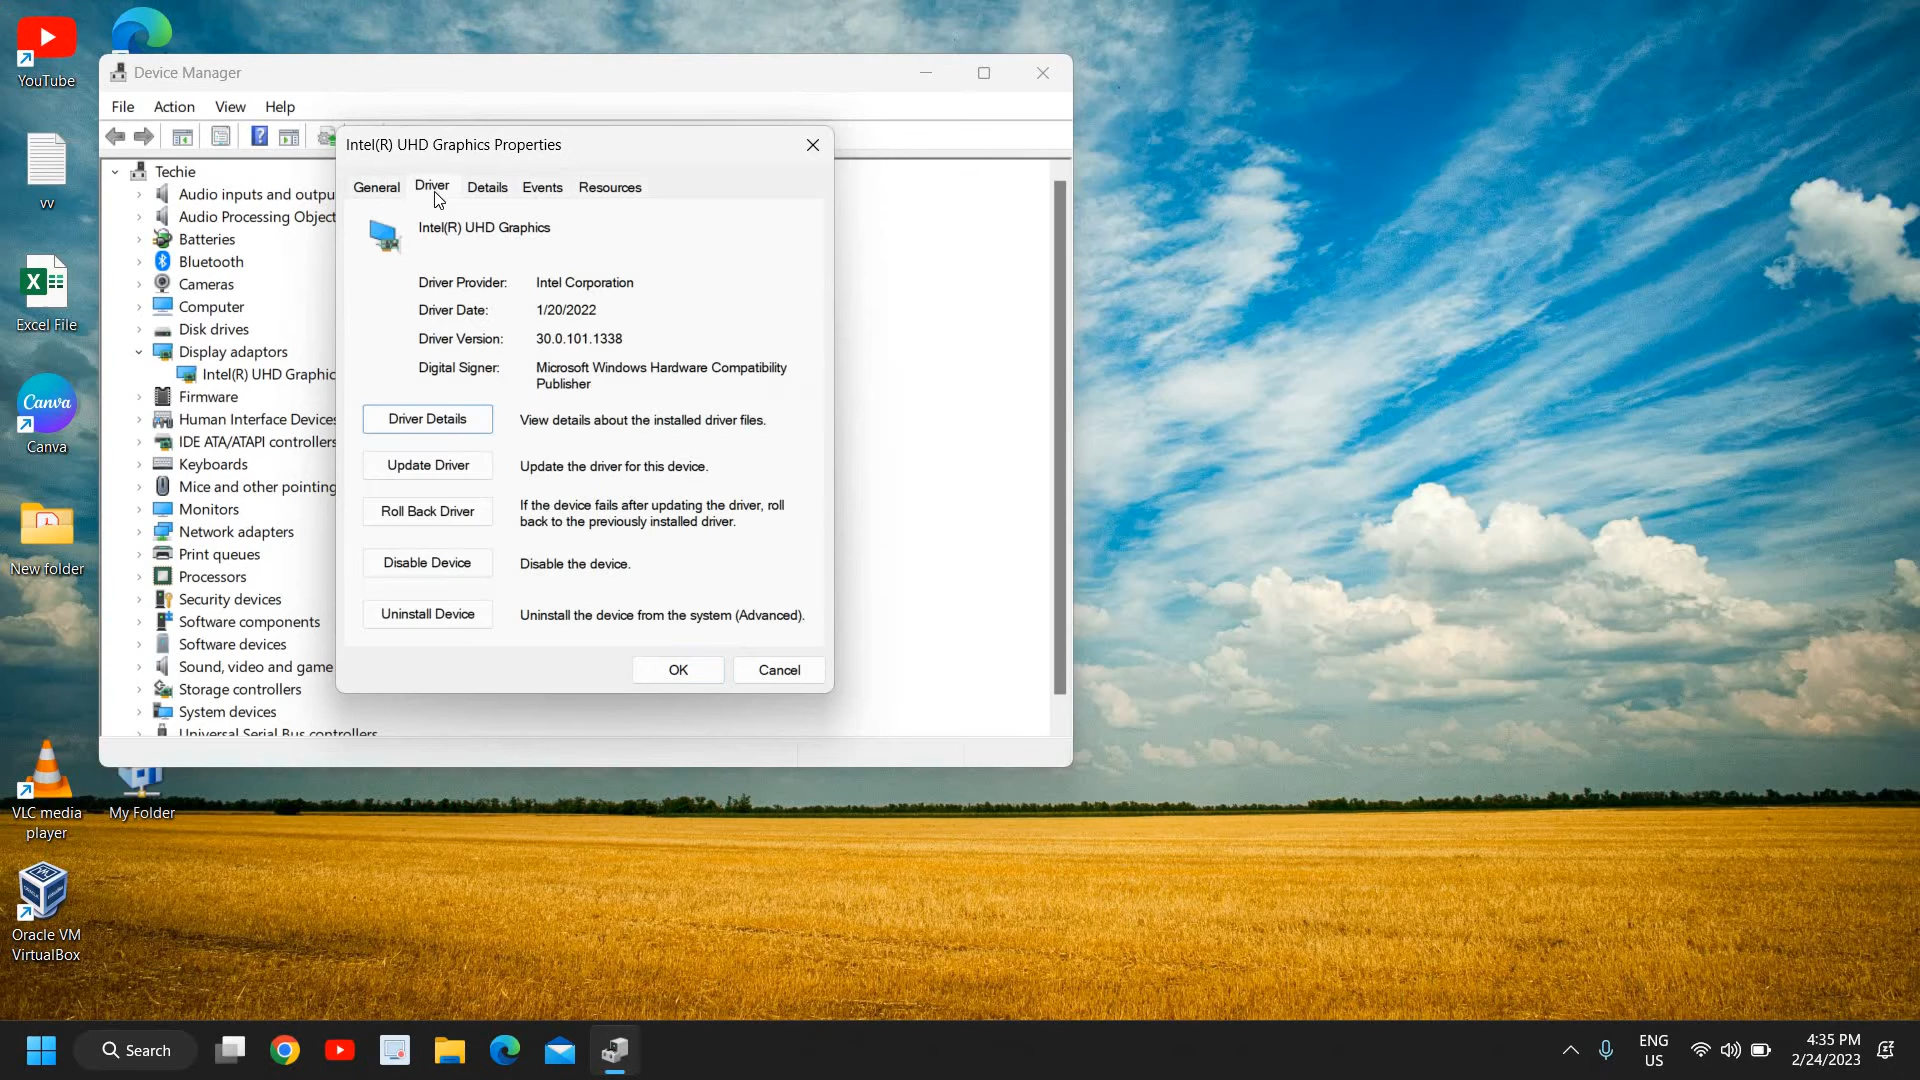 YouTube
vv
Excel File
Canva
Canva
New folder
VLC media
player
My Folder
Oracle VM
VirtualBox
Device Manager
File Action View Help
Techie
Audio inputs and outpu
Audio Processing Object
Batteries
Bluetooth
Cameras
Computer
Disk drives
Display adaptors
Intel(R) UHD Graphic
Firmware
Human Interface Devices
IDE ATA/ATAPI controllers
Keyboards
Mice and other pointing
Monitors
Network adapters
Print queues
Processors
Security devices
Software components
Software devices
Sound, video and game
Storage controllers
System devices
Universal Serial Bus controllers
Intel(R) UHD Graphics Properties
General Driver Details Events Resources
Intel(R) UHD Graphics
Driver Provider: Intel Corporation
Driver Date: 1/20/2022
Driver Version: 30.0.101.1338
Digital Signer: Microsoft Windows Hardware Compatibility
Publisher
Driver Details View details about the installed driver files.
Update Driver Update the driver for this device.
Roll Back Driver If the device fails after updating the driver, roll
back to the previously installed driver.
Disable Device Disable the device.
Uninstall Device Uninstall the device from the system (Advanced).
OK Cancel
Search
ENG
US
4:35 PM
2/24/2023